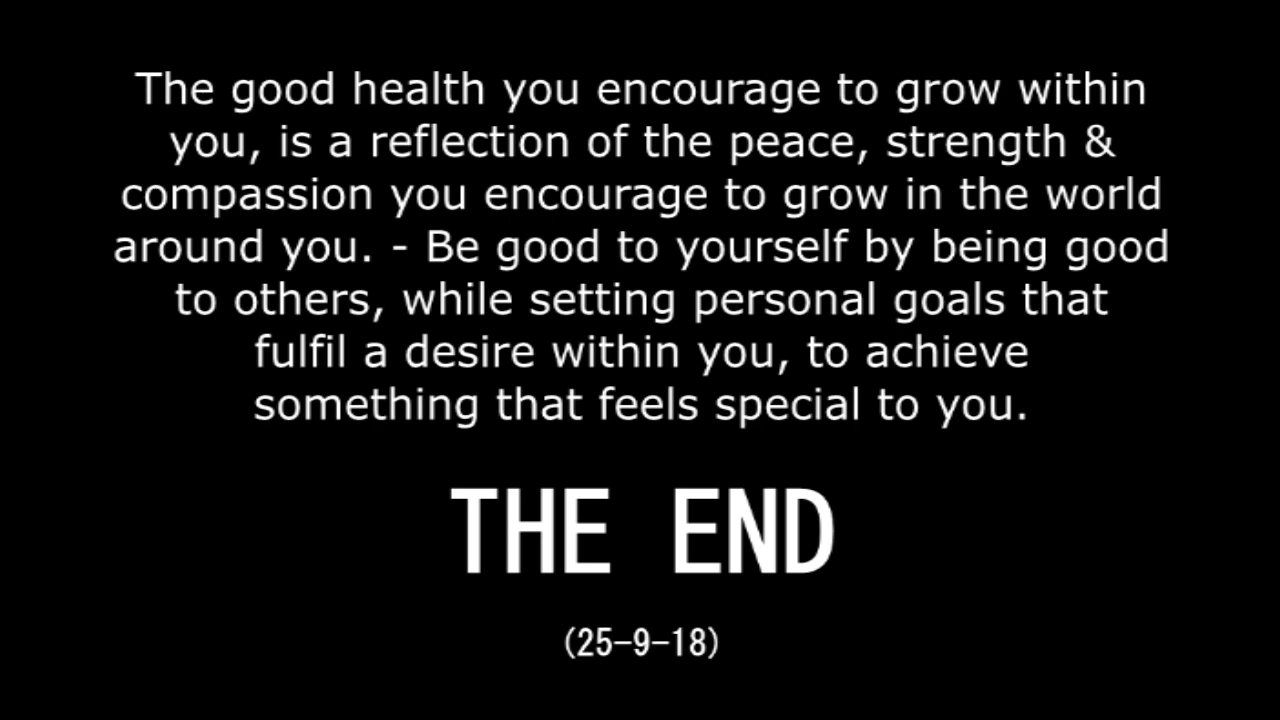 The good health you encourage to grow within
you, is a reflection of the peace, strength &
compassion you encourage to grow in the world
around you. - Be good to yourself by being good
to others, while setting personal goals that
fulfil a desire within you, to achieve
something that feels special to you.
THE END
(25-9-18)